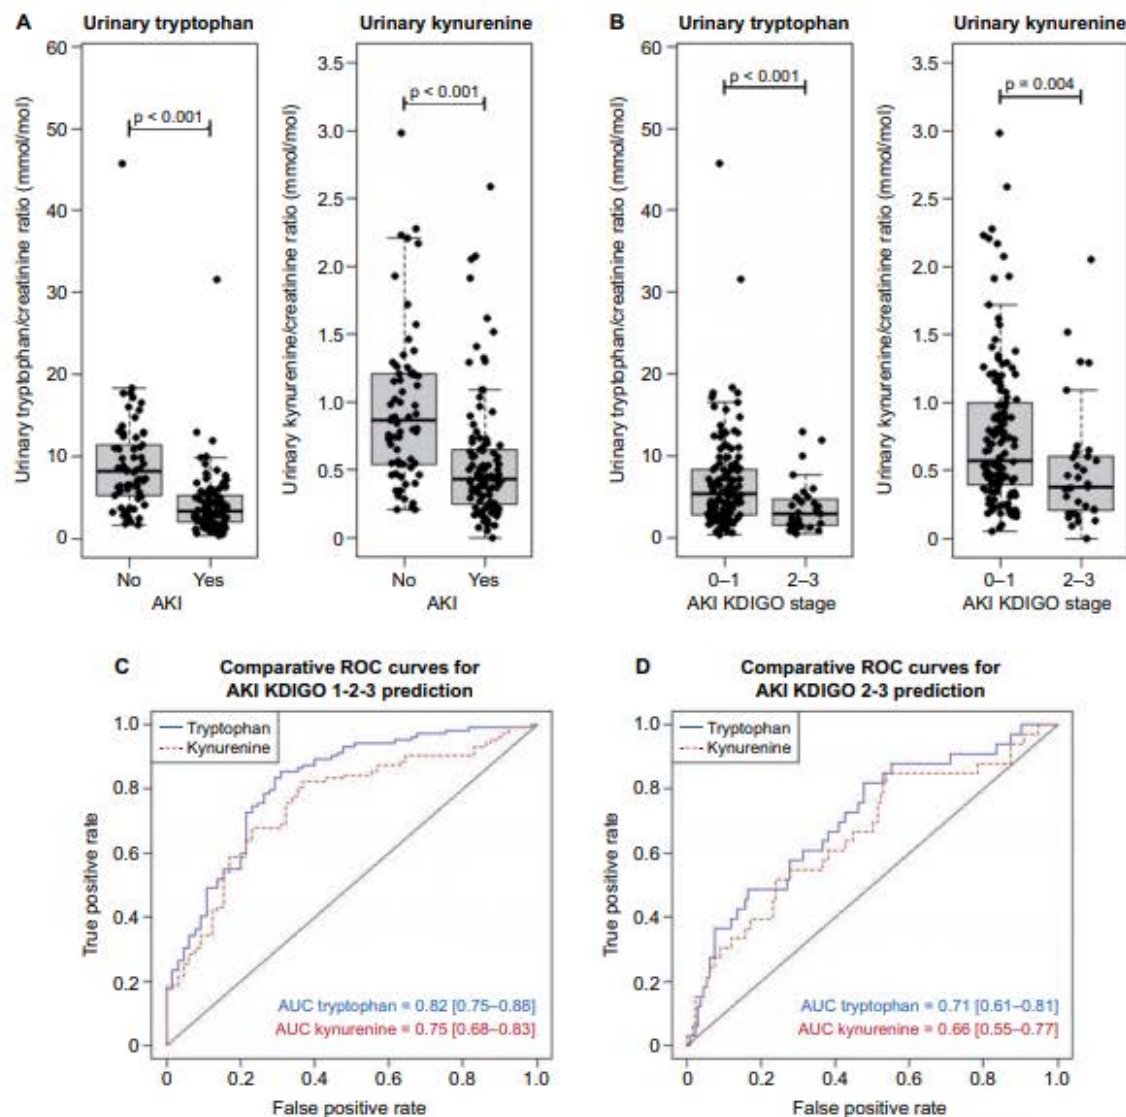 A
Urinary tryptophan
Urinary tryptophan/creatinine ratio (mmol/mol)
60
50
40
30
20
10
0
p < 0.001
No
Yes
AKI
Urinary kynurenine
Urinary kynurenine/creatinine ratio (mmol/mol)
3.5
3.0
2.5
2.0
1.5
1.0
0.5
0
p < 0.001
No
Yes
AKI
B
Urinary tryptophan
Urinary tryptophan/creatinine ratio (mmol/mol)
60
50
40
30
20
10
0
p < 0.001
0–1
2–3
AKI KDIGO stage
Urinary kynurenine
Urinary kynurenine/creatinine ratio (mmol/mol)
3.5
3.0
2.5
2.0
1.5
1.0
0.5
0
p = 0.004
0–1
2–3
AKI KDIGO stage
C
Comparative ROC curves for
AKI KDIGO 1-2-3 prediction
True positive rate
1.0
0.8
0.6
0.4
0.2
0
Tryptophan
Kynurenine
AUC tryptophan = 0.82 [0.75–0.88]
AUC kynurenine = 0.75 [0.68–0.83]
0
0.2
0.4
0.6
0.8
1.0
False positive rate
D
Comparative ROC curves for
AKI KDIGO 2-3 prediction
True positive rate
1.0
0.8
0.6
0.4
0.2
0
Tryptophan
Kynurenine
AUC tryptophan = 0.71 [0.61–0.81]
AUC kynurenine = 0.66 [0.55–0.77]
0
0.2
0.4
0.6
0.8
1.0
False positive rate